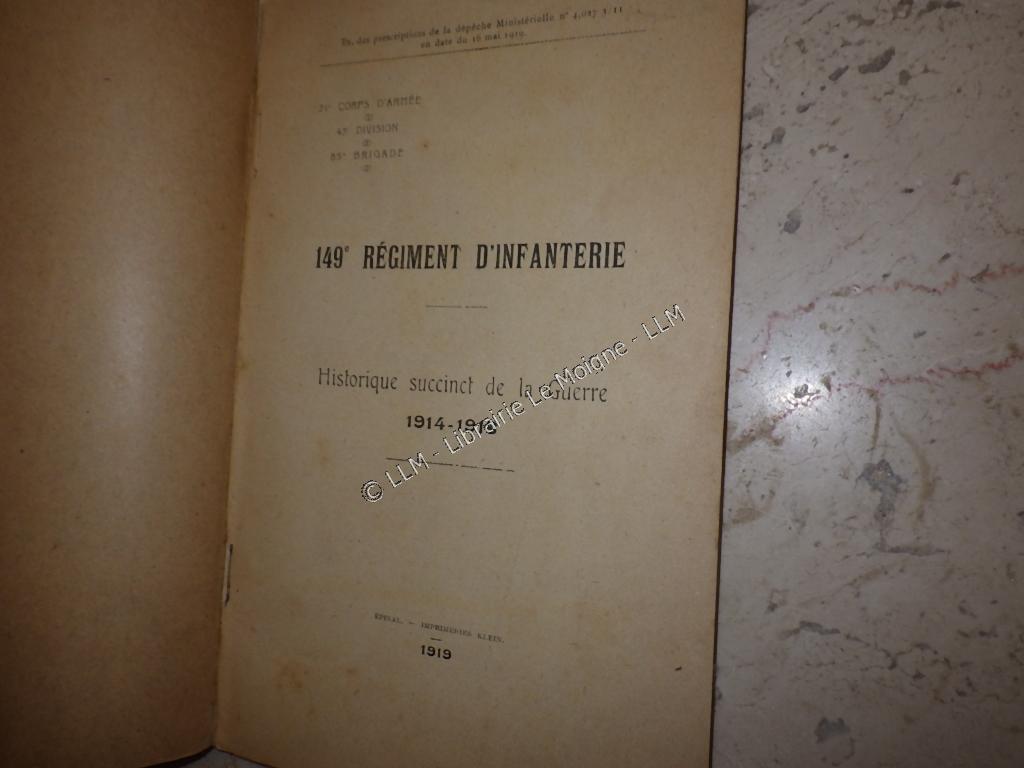 Ex. des prescriptions de la dépêche Ministérielle n° 4,027 3/11
en date du 16 mai 1919.
21e CORPS D'ARMÉE
43e DIVISION
85e BRIGADE
149e RÉGIMENT D'INFANTERIE
Historique succinct de la Guerre
1914-1918
© LLM - Librairie Le Moigne - LLM
EPINAL. — IMPRIMERIES KLEIN.
1919